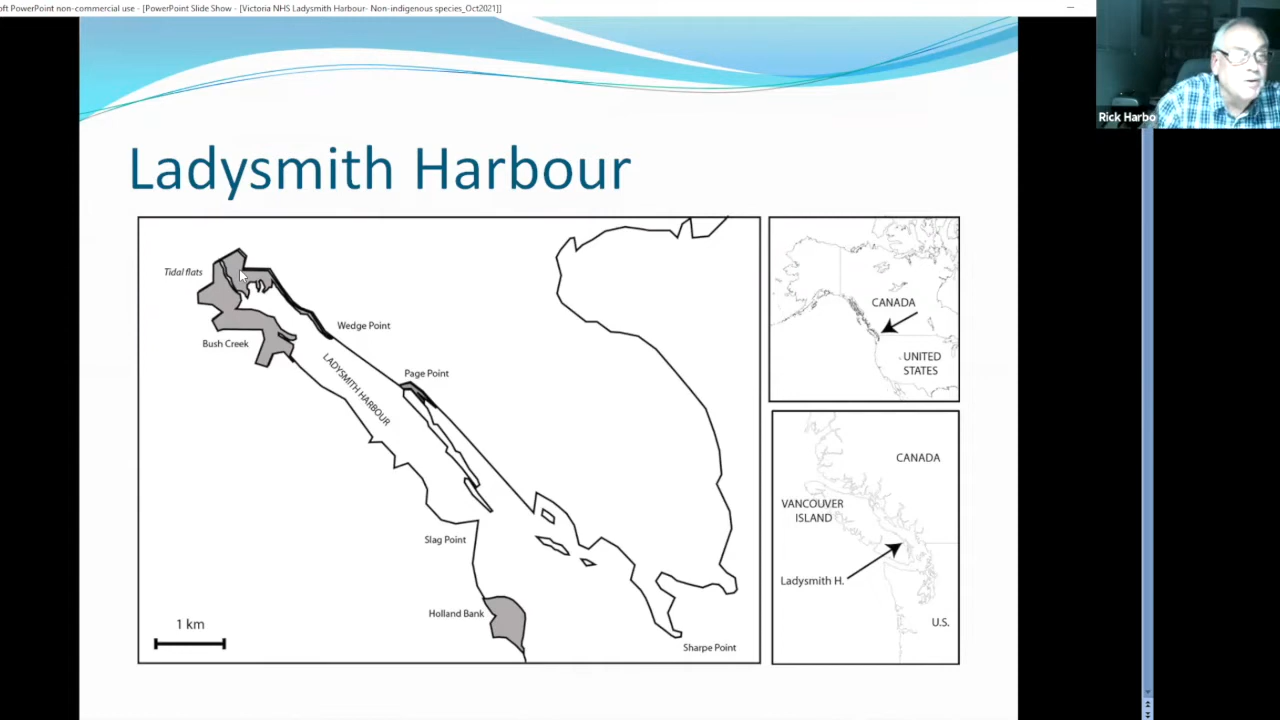 oft PowerPoint non-commercial use - [PowerPoint Slide Show - [Victoria NHS Ladysmith Harbour- Non-indigenous species_Oct2021]]
Rick Harbo
Ladysmith Harbour
Tidal flats
Wedge Point
Bush Creek
Page Point
LADYSMITH HARBOUR
Slag Point
Holland Bank
1 km
Sharpe Point
CANADA
UNITED
STATES
CANADA
VANCOUVER
ISLAND
Ladysmith H.
U.S.